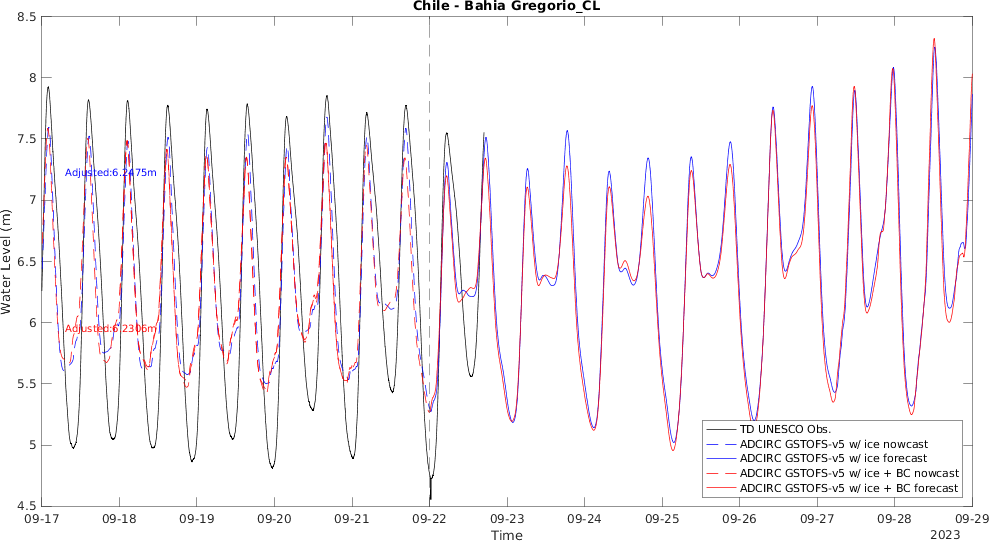 Chile - Bahia Gregorio_CL
8.5
8
7.5
7
6.5
6
5.5
5
4.5
Water Level (m)
Adjusted:6.2475m
Adjusted:6.2306m
TD UNESCO Obs.
ADCIRC GSTOFS-v5 w/ ice nowcast
ADCIRC GSTOFS-v5 w/ ice forecast
ADCIRC GSTOFS-v5 w/ ice + BC nowcast
ADCIRC GSTOFS-v5 w/ ice + BC forecast
09-17 09-18 09-19 09-20 09-21 09-22 09-23 09-24 09-25 09-26 09-27 09-28 09-29
Time
2023